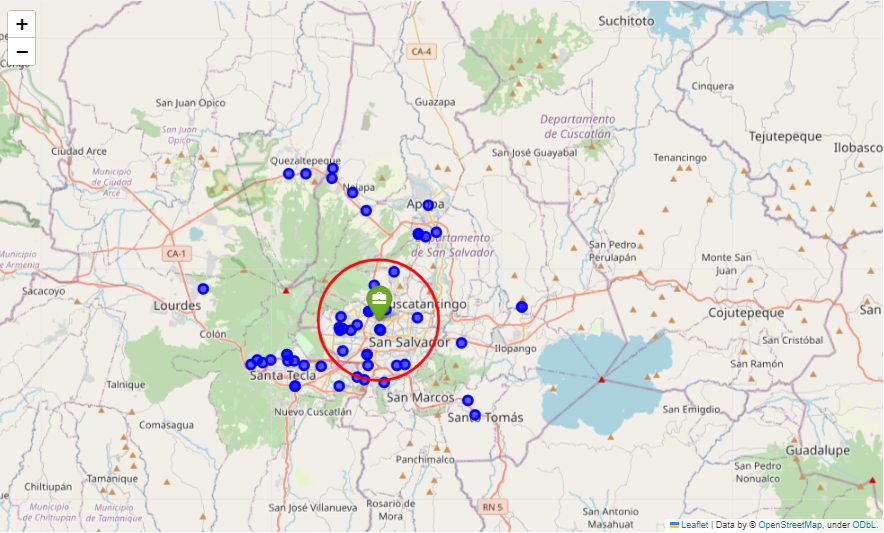 +
−
Suchitoto
CA-4
Cinquera
San Juan Opico
Guazapa
Departamento
de Cuscatlán
San Juan
Opico
Tejutepeque
Ciudad Arce
San José Guayabal
Ilobasco
Quezaltepeque
Tenancingo
Municipio
de Ciudad
Arce
Nejapa
Apopa
Departamento
de San Salvador
San Pedro
Perulapán
CA-1
Municipio
de Armenia
Monte San
Juan
Sacacoyo
Lourdes
Cuscatancingo
Cojutepeque
San
Colón
San Salvador
Ilopango
San Cristóbal
San Ramón
Santa Tecla
Talnique
San Marcos
Nuevo Cuscatlán
Santo Tomás
San Emigdio
Comasagua
Guadalupe
Panchimalco
San Pedro
Nonualco
Tamanique
Chiltiupán
Municipio
de Chiltiupán
Municipio
de Tamanique
San José Villanueva
Rosario de
Mora
RN 5
San Antonio
Masahuat
Leaflet | Data by © OpenStreetMap, under ODbL.